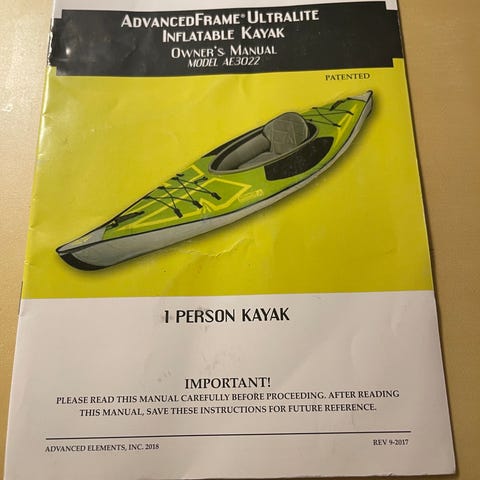 ADVANCEDFRAME® ULTRALITE
INFLATABLE KAYAK
OWNER'S MANUAL
MODEL AE3022
PATENTED
1 PERSON KAYAK
IMPORTANT!
PLEASE READ THIS MANUAL CAREFULLY BEFORE PROCEEDING. AFTER READING
THIS MANUAL, SAVE THESE INSTRUCTIONS FOR FUTURE REFERENCE.
ADVANCED ELEMENTS, INC. 2018
REV 9-2017